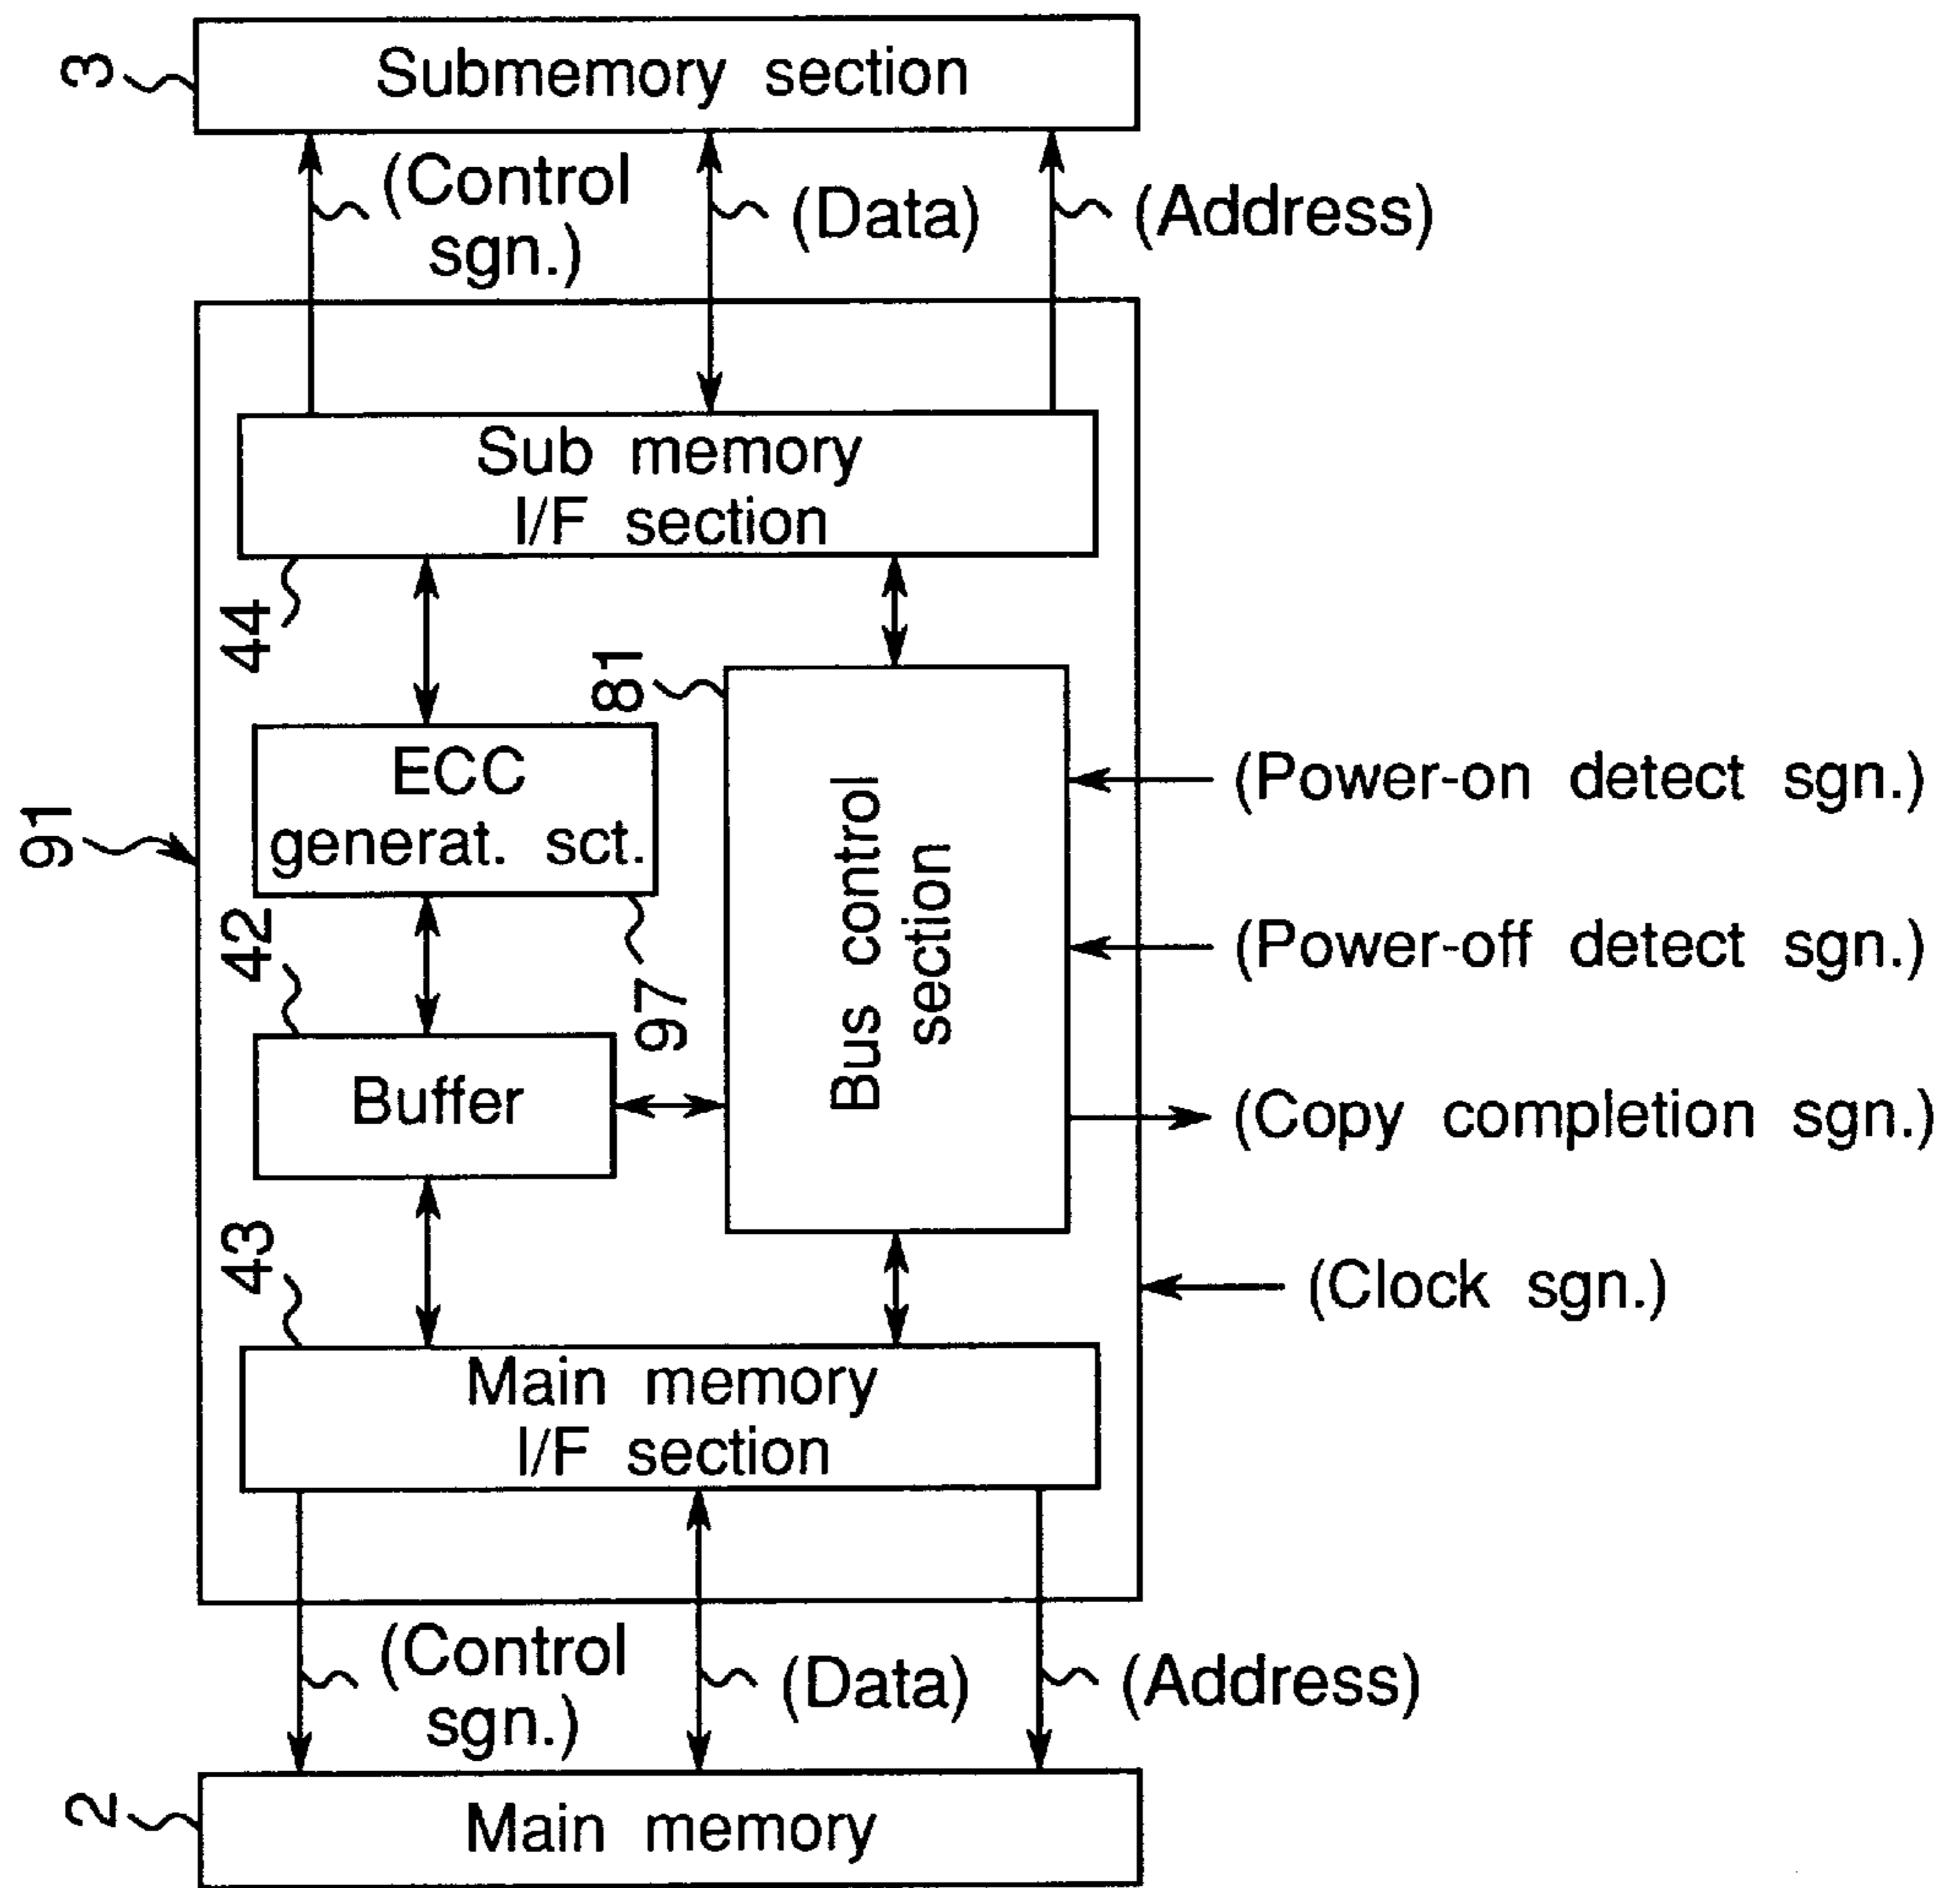 3
Submemory section
(Control
sgn.)
(Data)
(Address)
Sub memory
I/F section
44
81
ECC
generat. sct.
91
97
42
Bus control
section
(Power-on detect sgn.)
(Power-off detect sgn.)
Buffer
(Copy completion sgn.)
43
(Clock sgn.)
Main memory
I/F section
(Control
sgn.)
(Data)
(Address)
2
Main memory